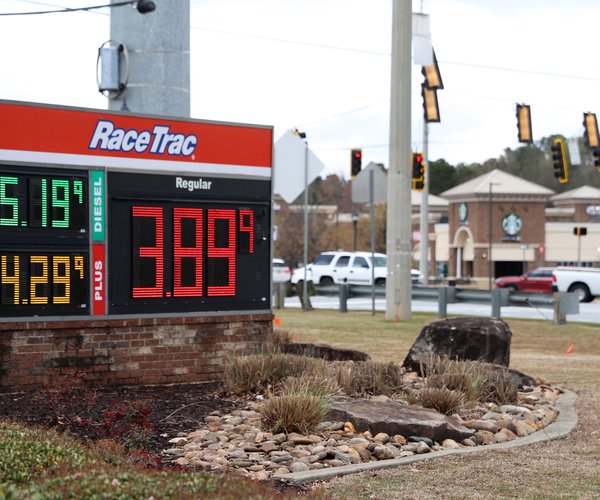 RaceTrac
Regular
5.19⁹
DIESEL
3.89⁹
4.29⁹
PLUS